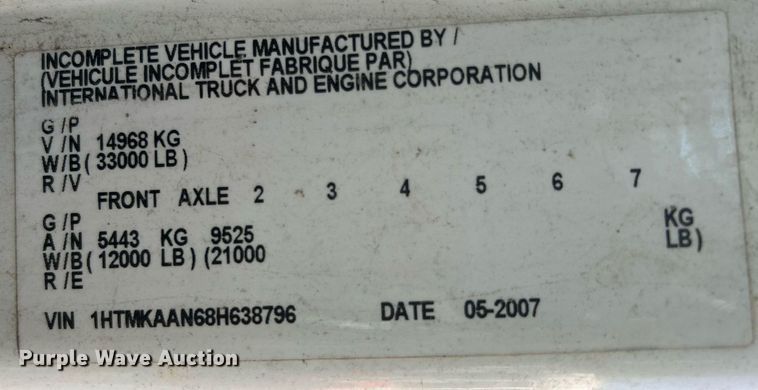 INCOMPLETE VEHICLE MANUFACTURED BY /
(VEHICULE INCOMPLET FABRIQUE PAR)
INTERNATIONAL TRUCK AND ENGINE CORPORATION
G /P
V /N 14968 KG
W/B ( 33000 LB )
R /V
FRONT AXLE 2 3 4 5 6 7
G /P
A /N 5443 KG 9525 KG
W/B ( 12000 LB ) (21000 LB )
R /E
VIN 1HTMKAAN68H638796 DATE 05-2007
Purple Wave Auction